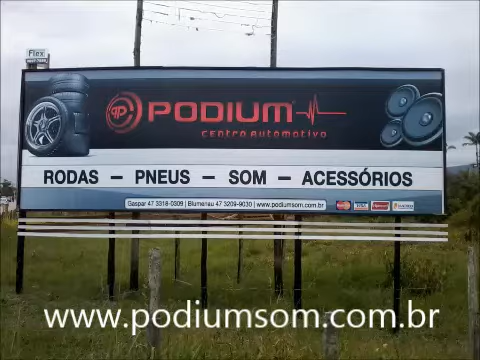 Flex
PODIUM
centro automotivo
RODAS – PNEUS – SOM – ACESSÓRIOS
Gaspar 47 3318-0309 | Blumenau 47 3209-9030 | www.podiumsom.com.br
www.podiumsom.com.br